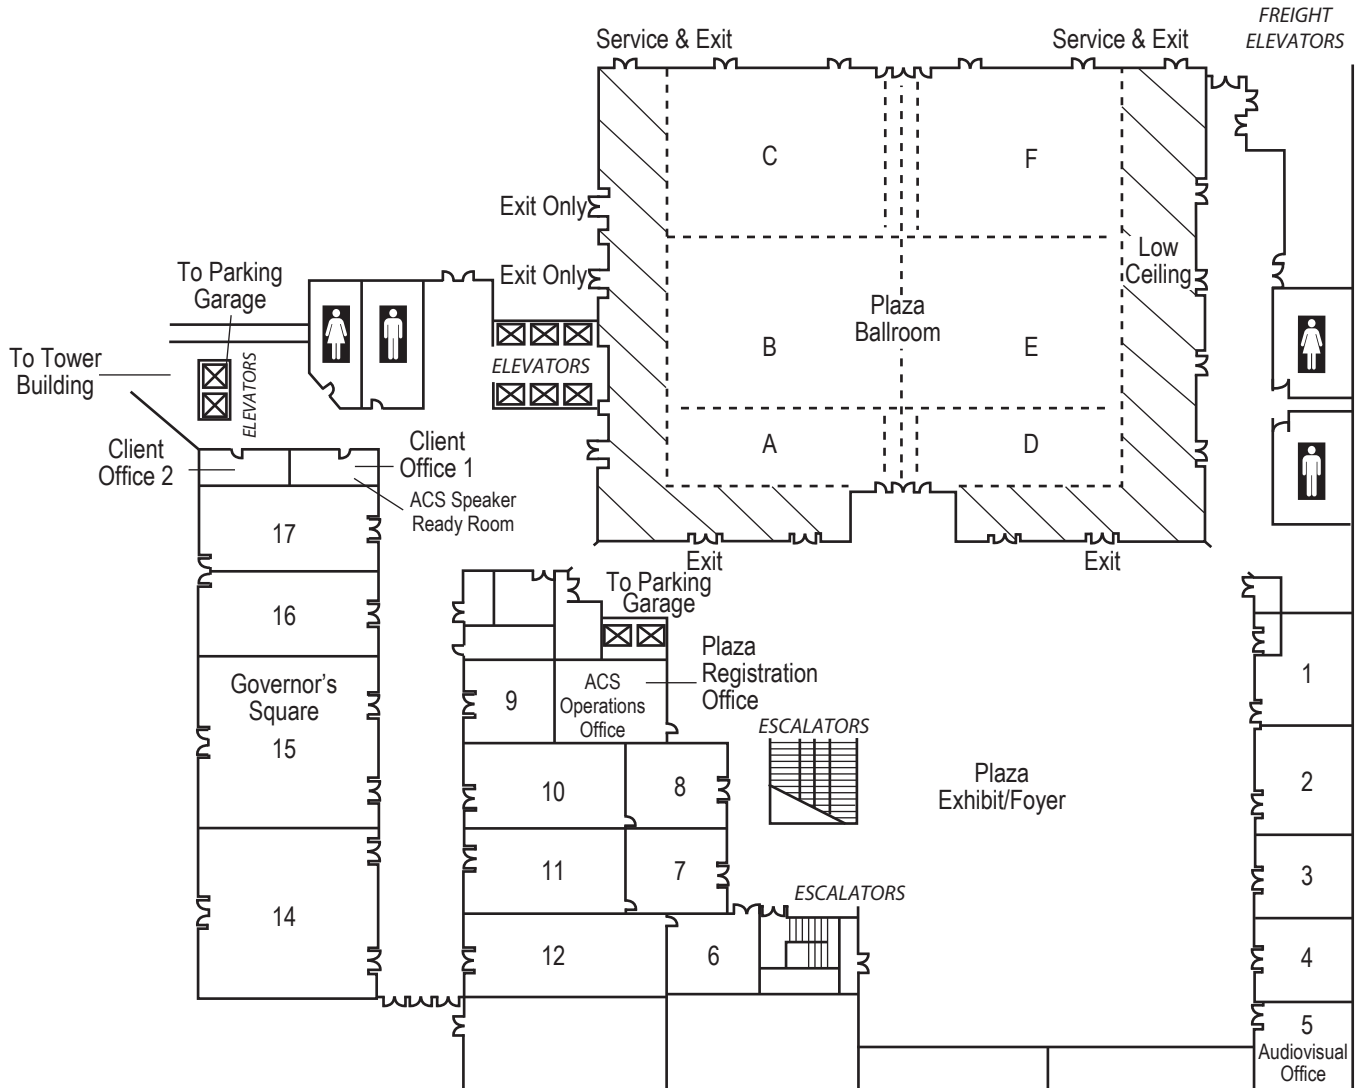 FREIGHT
ELEVATORS
Service & Exit
Service & Exit
C
F
Exit Only
Exit Only
Low
Ceiling
To Parking
Garage
Plaza
Ballroom
B
E
ELEVATORS
To Tower
Building
ELEVATORS
A
D
Client
Office 2
Client
Office 1
ACS Speaker
Ready Room
17
Exit
Exit
To Parking
Garage
16
Plaza
Registration
Office
Governor's
Square
15
9
ACS
Operations
Office
1
ESCALATORS
Plaza
Exhibit/Foyer
10
8
2
11
7
3
ESCALATORS
14
12
6
4
5
Audiovisual
Office